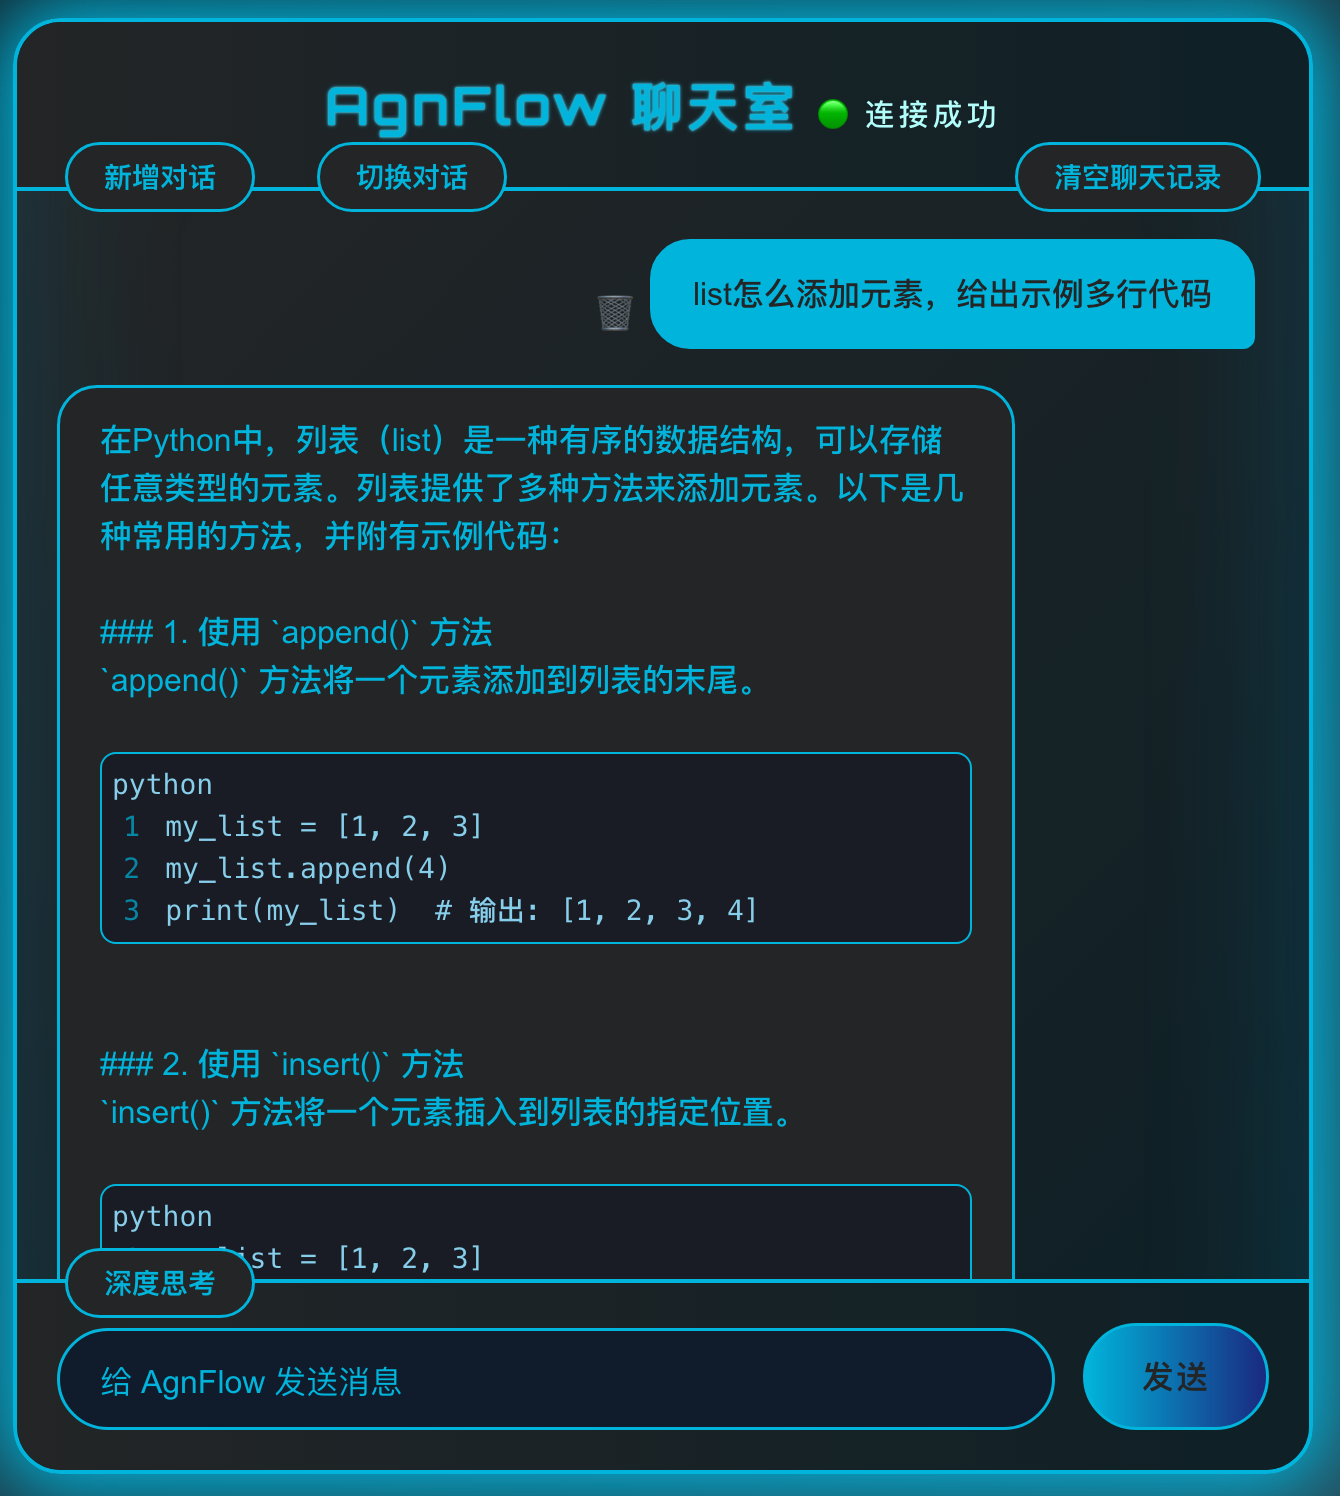 AgnFlow 聊天室 连接成功
新增对话 切换对话 清空聊天记录
list怎么添加元素，给出示例多行代码
在Python中，列表（list）是一种有序的数据结构，可以存储
任意类型的元素。列表提供了多种方法来添加元素。以下是几
种常用的方法，并附有示例代码：
### 1. 使用 `append()` 方法
`append()` 方法将一个元素添加到列表的末尾。
python
1 my_list = [1, 2, 3]
2 my_list.append(4)
3 print(my_list)  # 输出: [1, 2, 3, 4]
### 2. 使用 `insert()` 方法
`insert()` 方法将一个元素插入到列表的指定位置。
python
ist = [1, 2, 3]
深度思考
给 AgnFlow 发送消息
发送